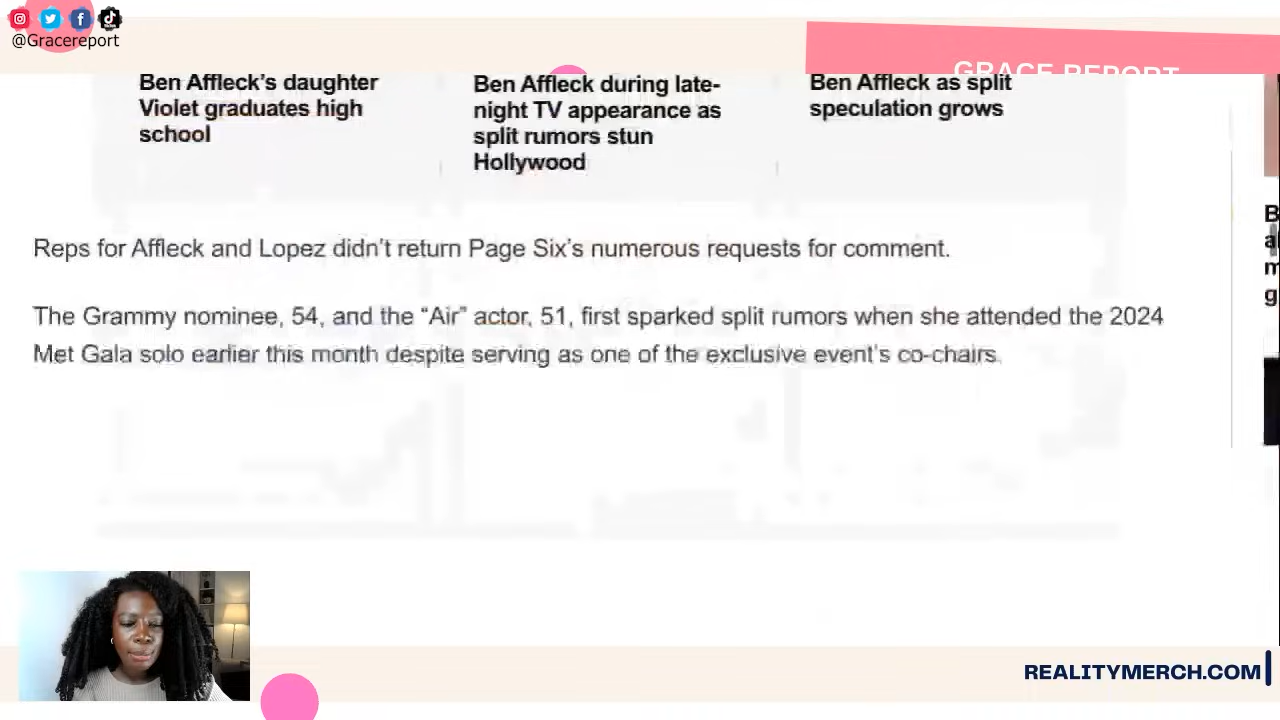 @Gracereport
GRACE REPORT
Ben Affleck’s daughter
Violet graduates high
school
Ben Affleck during late-
night TV appearance as
split rumors stun
Hollywood
Ben Affleck as split
speculation grows
Reps for Affleck and Lopez didn’t return Page Six’s numerous requests for comment.
The Grammy nominee, 54, and the “Air” actor, 51, first sparked split rumors when she attended the 2024
Met Gala solo earlier this month despite serving as one of the exclusive event’s co-chairs.
REALITYMERCH.COM